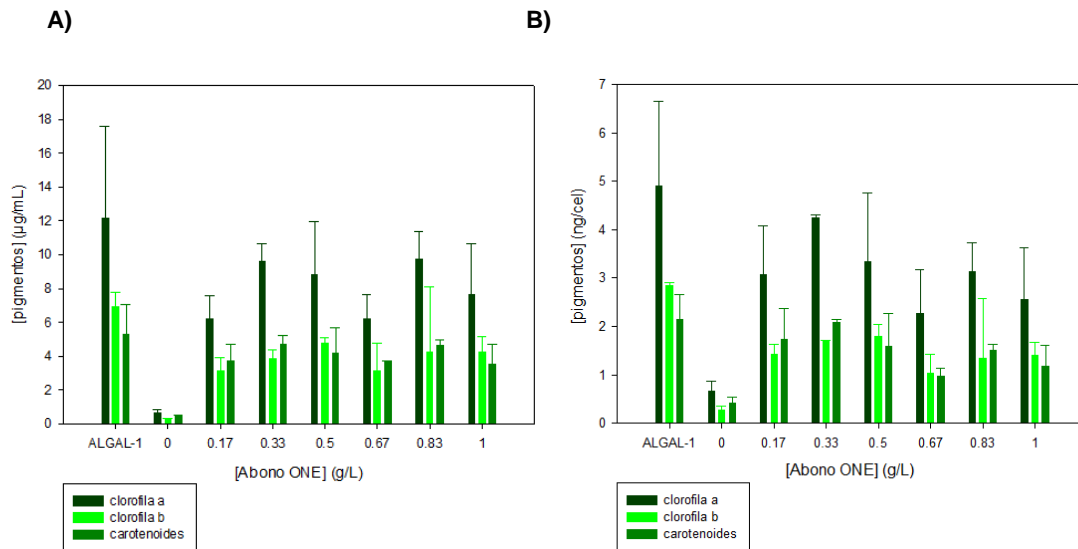 A)
B)
[pigmentos] (µg/mL)
20
18
16
14
12
10
8
6
4
2
0
ALGAL-1 0 0.17 0.33 0.5 0.67 0.83 1
[Abono ONE] (g/L)
clorofila a
clorofila b
carotenoides
[pigmentos] (ng/cel)
7
6
5
4
3
2
1
0
ALGAL-1 0 0.17 0.33 0.5 0.67 0.83 1
[Abono ONE] (g/L)
clorofila a
clorofila b
carotenoides